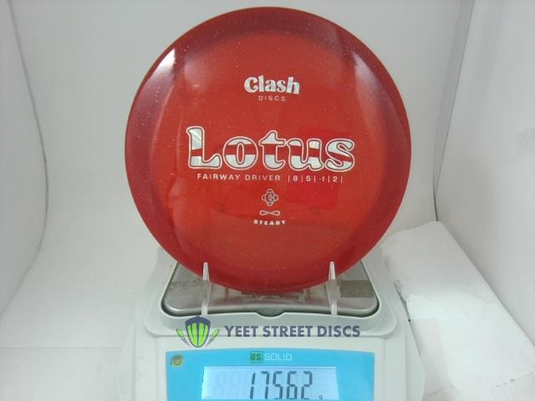 Clash
DISCS
Lotus
FAIRWAY DRIVER |8|5|-1|2|
STEADY
YEET STREET DISCS
US SOLID
175.62 g